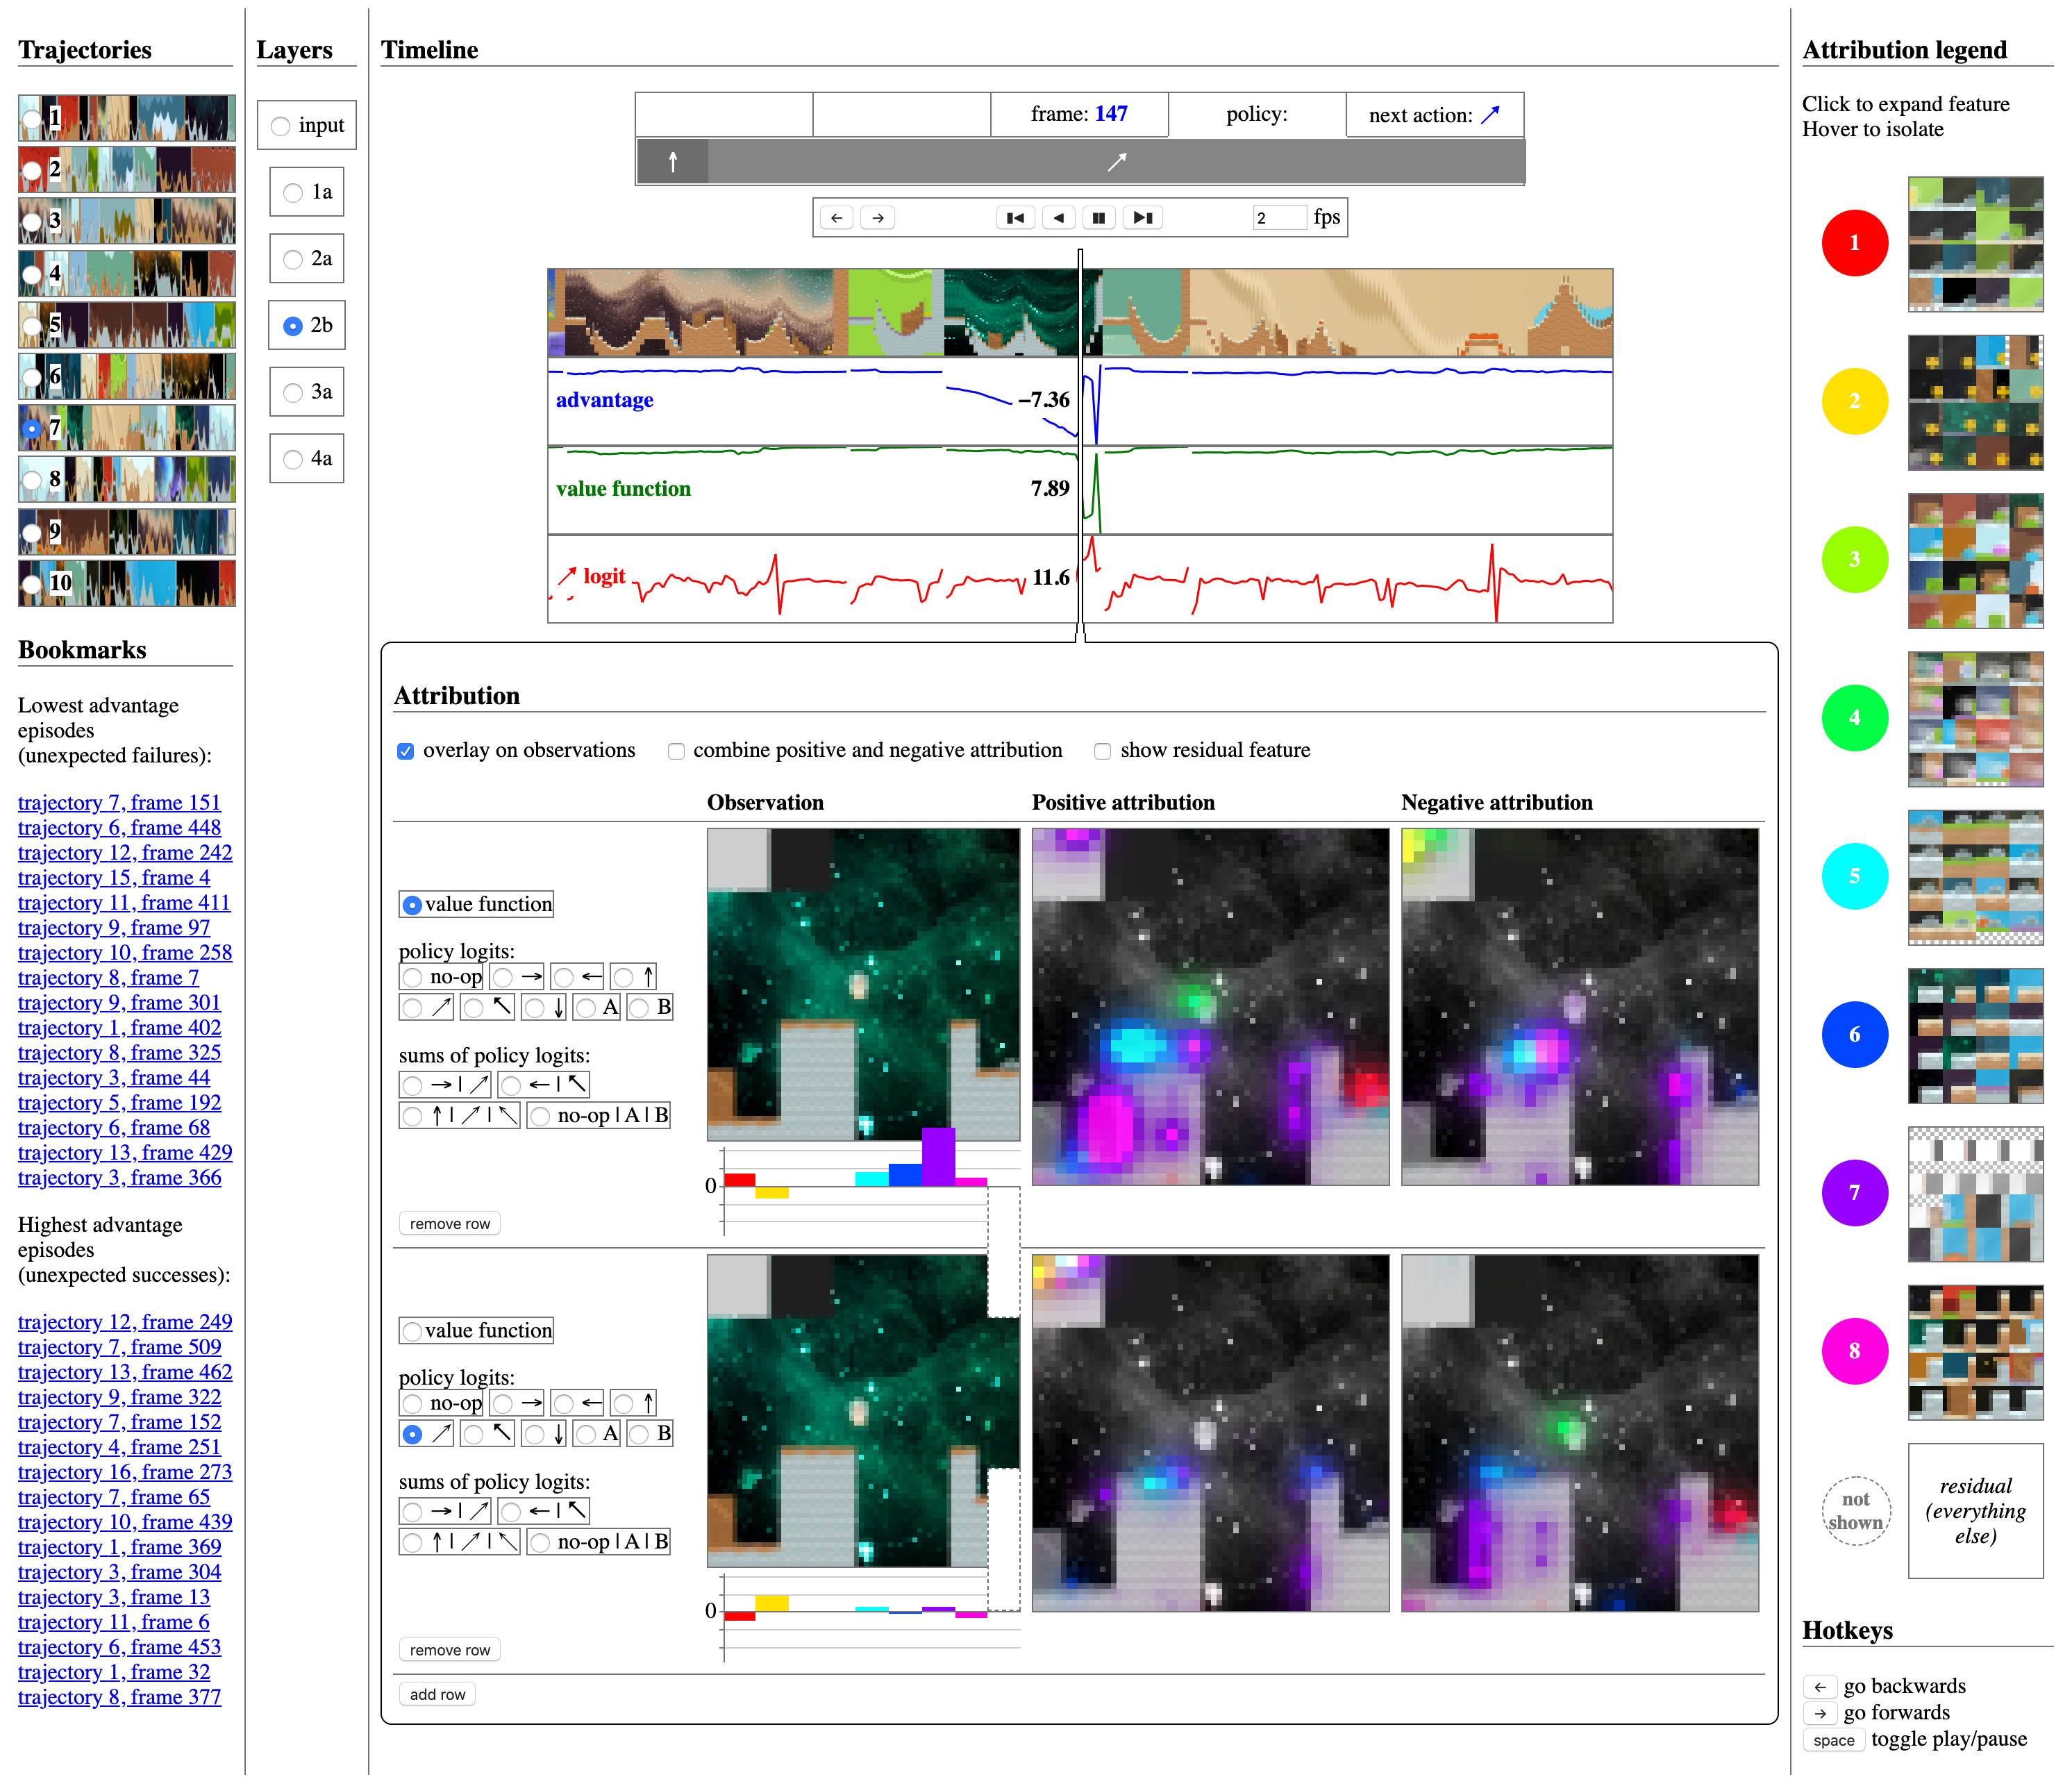 Trajectories
1
2
3
4
5
6
7
8
9
10
Bookmarks
Lowest advantage
episodes
(unexpected failures):
trajectory 7, frame 151
trajectory 6, frame 448
trajectory 12, frame 242
trajectory 15, frame 4
trajectory 11, frame 411
trajectory 9, frame 97
trajectory 10, frame 258
trajectory 8, frame 7
trajectory 9, frame 301
trajectory 1, frame 402
trajectory 8, frame 325
trajectory 3, frame 44
trajectory 5, frame 192
trajectory 6, frame 68
trajectory 13, frame 429
trajectory 3, frame 366
Highest advantage
episodes
(unexpected successes):
trajectory 12, frame 249
trajectory 7, frame 509
trajectory 13, frame 462
trajectory 9, frame 322
trajectory 7, frame 152
trajectory 4, frame 251
trajectory 16, frame 273
trajectory 7, frame 65
trajectory 10, frame 439
trajectory 1, frame 369
trajectory 3, frame 304
trajectory 3, frame 13
trajectory 11, frame 6
trajectory 6, frame 453
trajectory 1, frame 32
trajectory 8, frame 377
Layers
input
1a
2a
2b
3a
4a
Timeline
frame: 147 policy: next action: ↗
↑ ↗
← → 2 fps
advantage −7.36
value function 7.89
↗ logit 11.6
Attribution
overlay on observations combine positive and negative attribution show residual feature
Observation Positive attribution Negative attribution
value function
policy logits:
no-op → ← ↑
↗ ↖ ↓ A B
sums of policy logits:
→ | ↗ ← | ↖
↑ | ↗ | ↖ no-op | A | B
0
remove row
value function
policy logits:
no-op → ← ↑
↗ ↖ ↓ A B
sums of policy logits:
→ | ↗ ← | ↖
↑ | ↗ | ↖ no-op | A | B
0
remove row
add row
Attribution legend
Click to expand feature
Hover to isolate
1
2
3
4
5
6
7
8
not
shown
residual
(everything
else)
Hotkeys
← go backwards
→ go forwards
space toggle play/pause